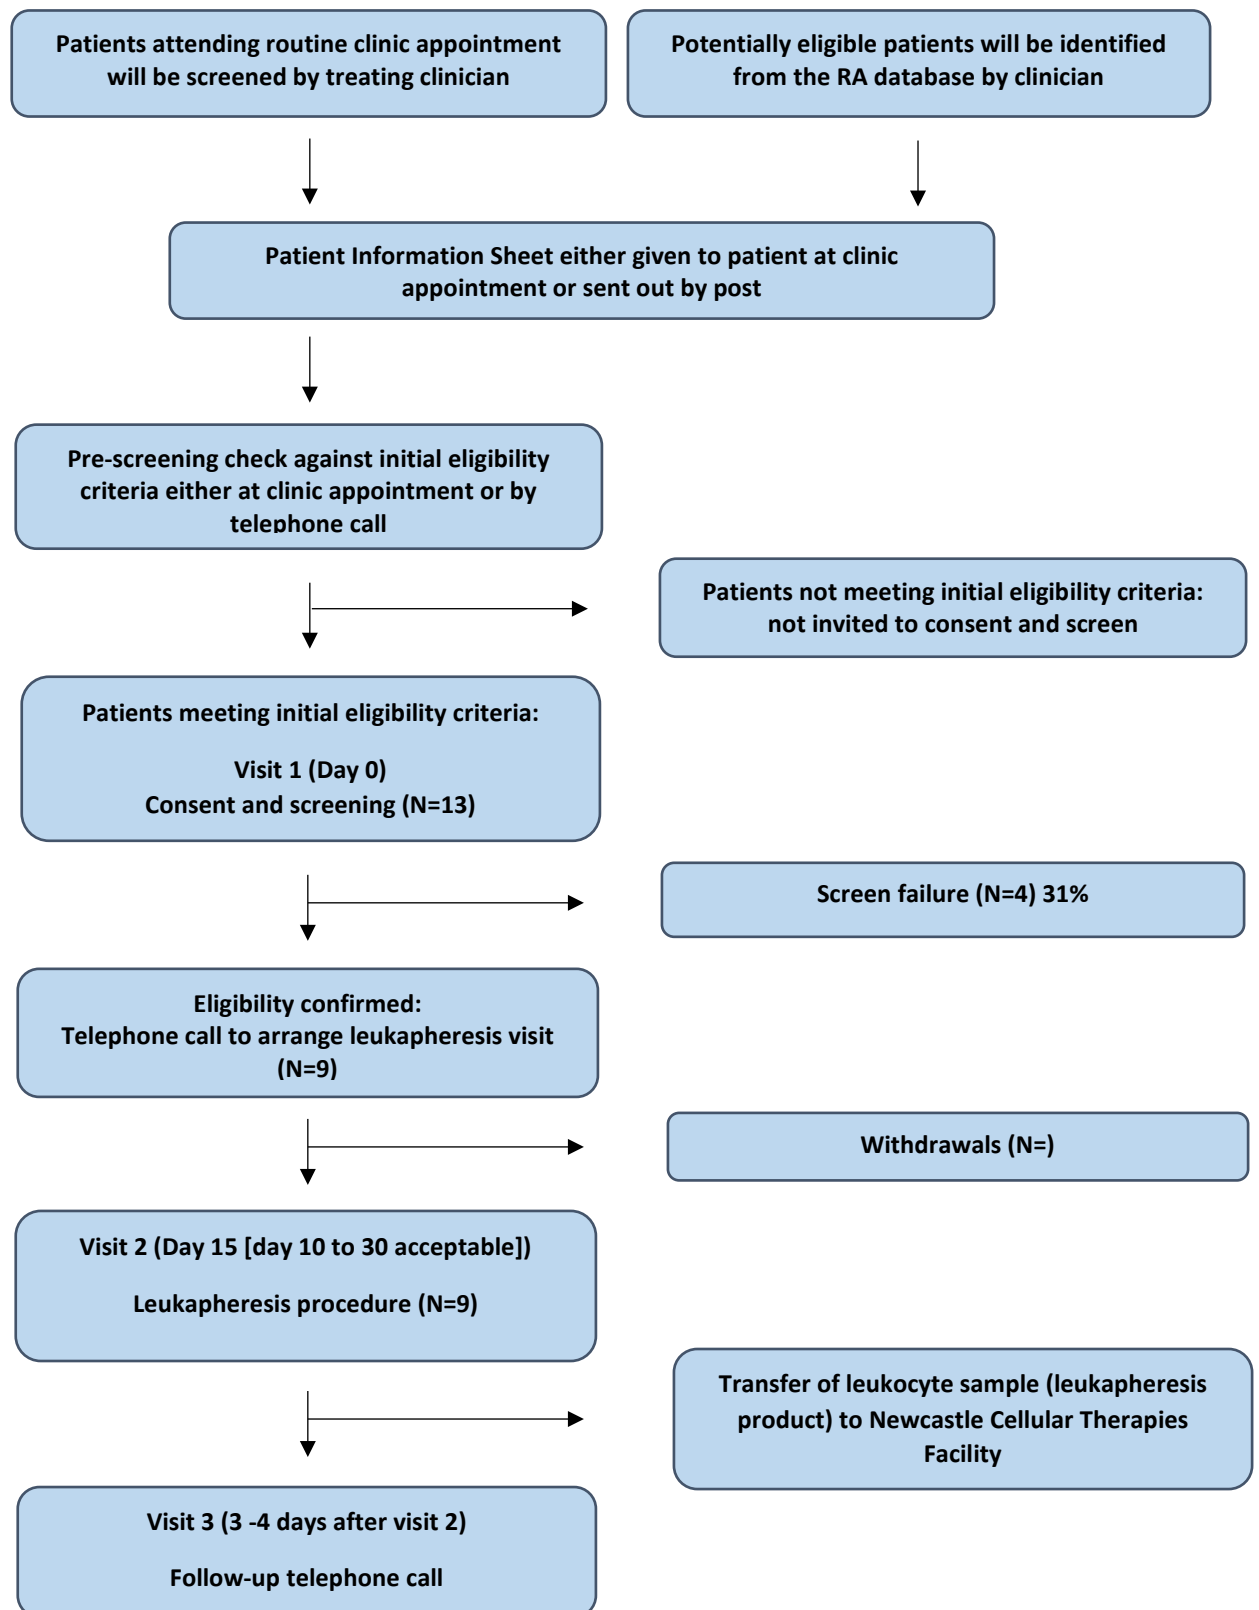 Patients attending routine clinic appointment
will be screened by treating clinician
Potentially eligible patients will be identified
from the RA database by clinician
Patient Information Sheet either given to patient at clinic
appointment or sent out by post
Pre-screening check against initial eligibility
criteria either at clinic appointment or by
telephone call
Patients not meeting initial eligibility criteria:
not invited to consent and screen
Patients meeting initial eligibility criteria:
Visit 1 (Day 0)
Consent and screening (N=13)
Screen failure (N=4) 31%
Eligibility confirmed:
Telephone call to arrange leukapheresis visit
(N=9)
Withdrawals (N=)
Visit 2 (Day 15 [day 10 to 30 acceptable])
Leukapheresis procedure (N=9)
Transfer of leukocyte sample (leukapheresis
product) to Newcastle Cellular Therapies
Facility
Visit 3 (3 -4 days after visit 2)
Follow-up telephone call